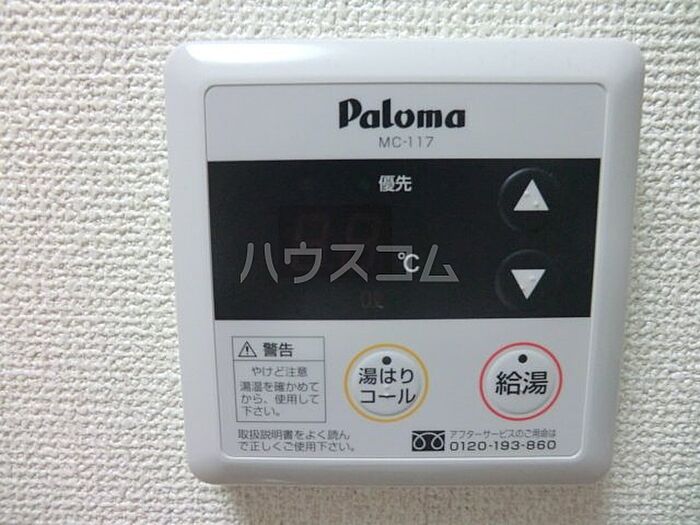 Paloma
MC-117
優先
℃
ハウスコム
警告
やけど注意
湯温を確かめて
から、使用して
下さい。
湯はり
コール
給湯
取扱説明書をよく読ん
で正しくご使用下さい。
アフターサービスのご用命は
0120-193-860